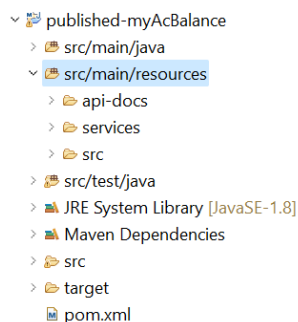 published-myAcBalance
src/main/java
src/main/resources
api-docs
services
src
src/test/java
JRE System Library [JavaSE-1.8]
Maven Dependencies
src
target
pom.xml